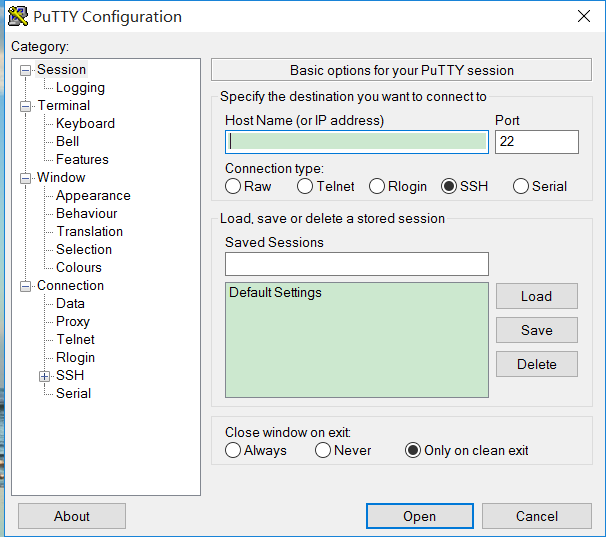 PuTTY Configuration
Category:
Session
Logging
Terminal
Keyboard
Bell
Features
Window
Appearance
Behaviour
Translation
Selection
Colours
Connection
Data
Proxy
Telnet
Rlogin
SSH
Serial
Basic options for your PuTTY session
Specify the destination you want to connect to
Host Name (or IP address) Port
22
Connection type:
Raw Telnet Rlogin SSH Serial
Load, save or delete a stored session
Saved Sessions
Default Settings
Load
Save
Delete
Close window on exit:
Always Never Only on clean exit
About Open Cancel